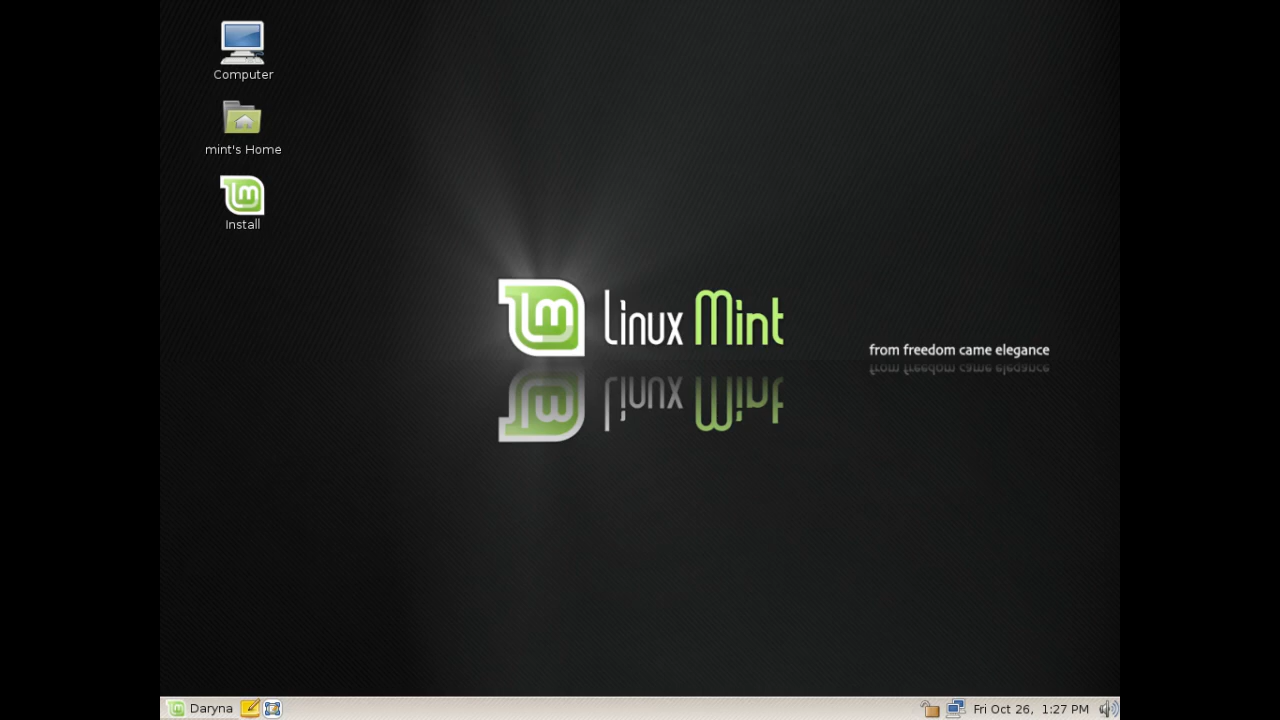 Computer
mint's Home
Install
Linux Mint
from freedom came elegance
Daryna
Fri Oct 26, 1:27 PM